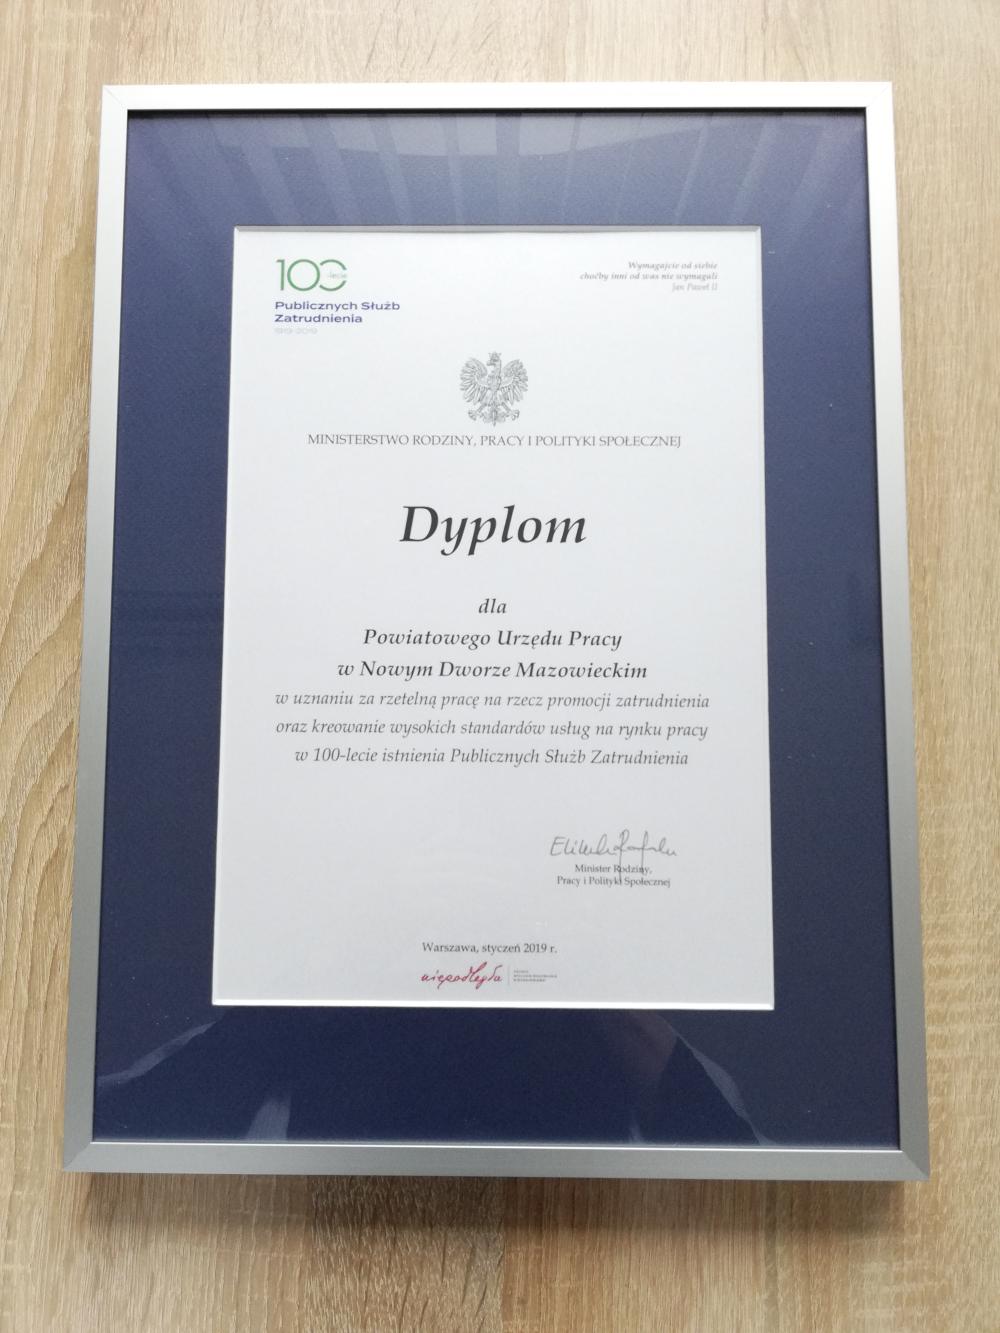 100-lecie
Publicznych Służb
Zatrudnienia
1919-2019
Wymagajcie od siebie
choćby inni od was nie wymagali
Jan Paweł II
MINISTERSTWO RODZINY, PRACY I POLITYKI SPOŁECZNEJ
Dyplom
dla
Powiatowego Urzędu Pracy
w Nowym Dworze Mazowieckim
w uznaniu za rzetelną pracę na rzecz promocji zatrudnienia
oraz kreowanie wysokich standardów usług na rynku pracy
w 100-lecie istnienia Publicznych Służb Zatrudnienia
Minister Rodziny,
Pracy i Polityki Społecznej
Warszawa, styczeń 2019 r.
niepodległa